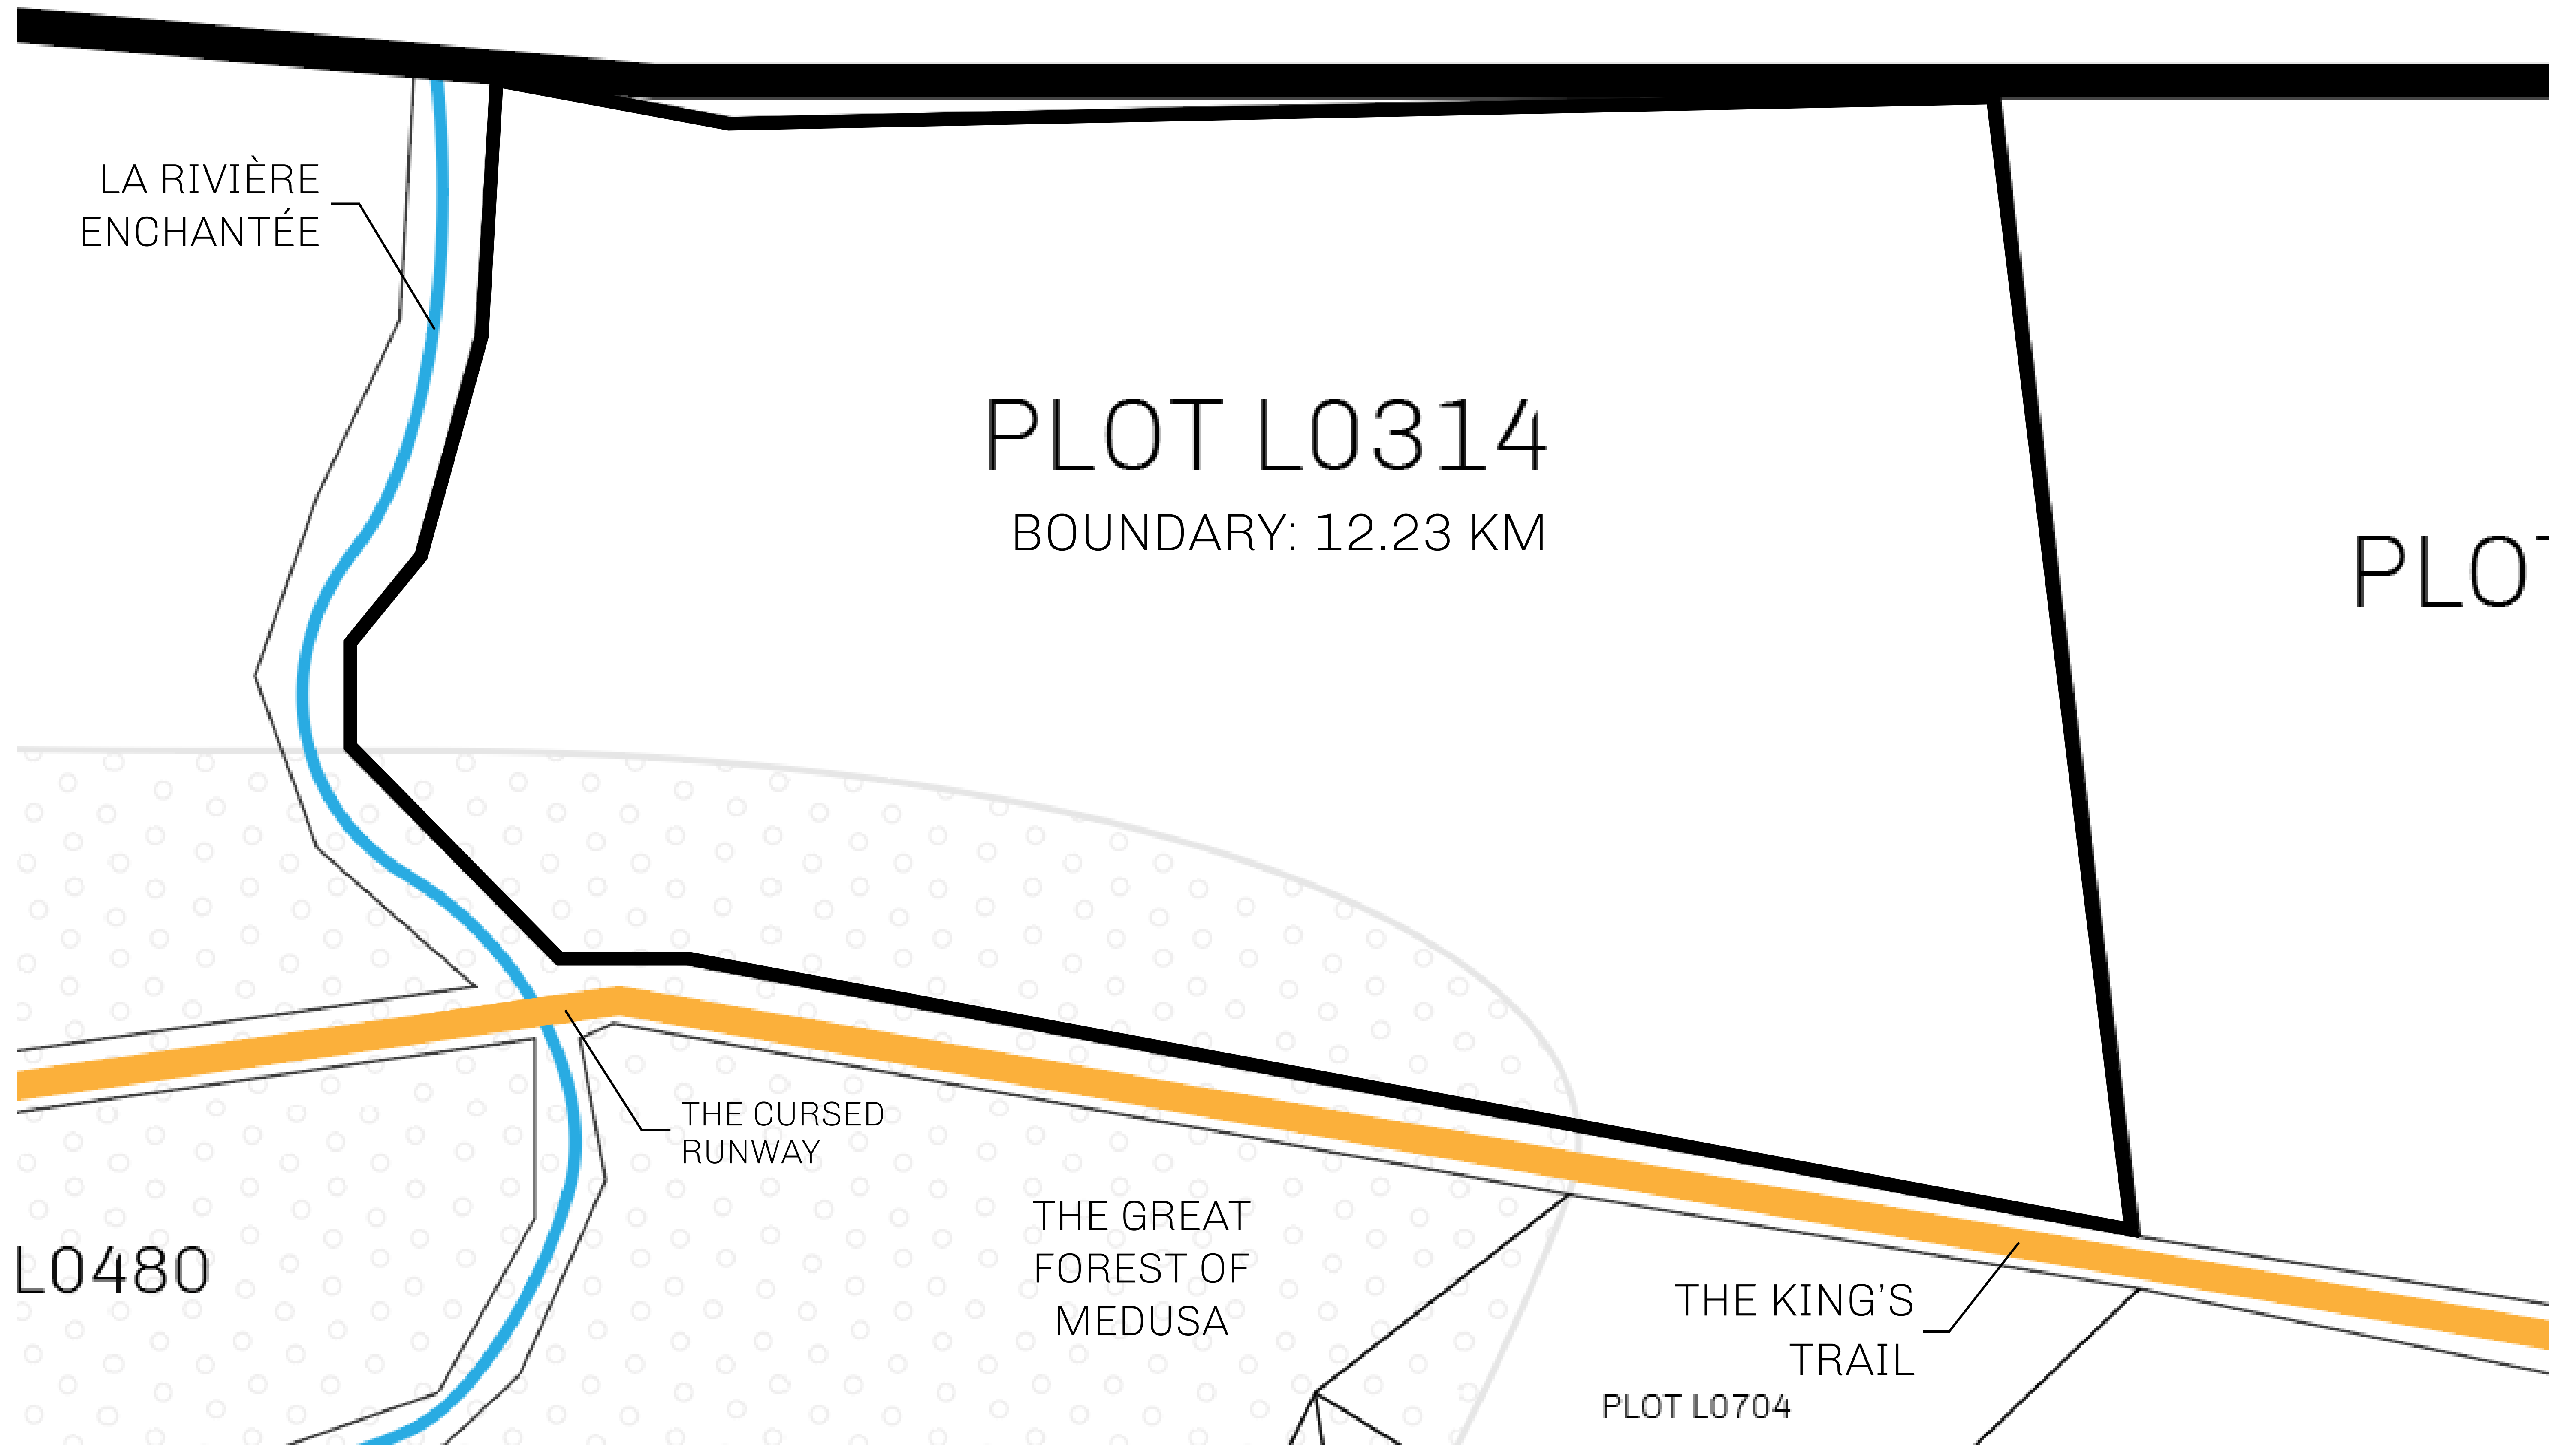 LA RIVIÈRE
ENCHANTÉE
PLOT L0314
BOUNDARY: 12.23 KM
PLOT
THE CURSED
RUNWAY
THE GREAT
FOREST OF
MEDUSA
L0480
THE KING'S
TRAIL
PLOT L0704